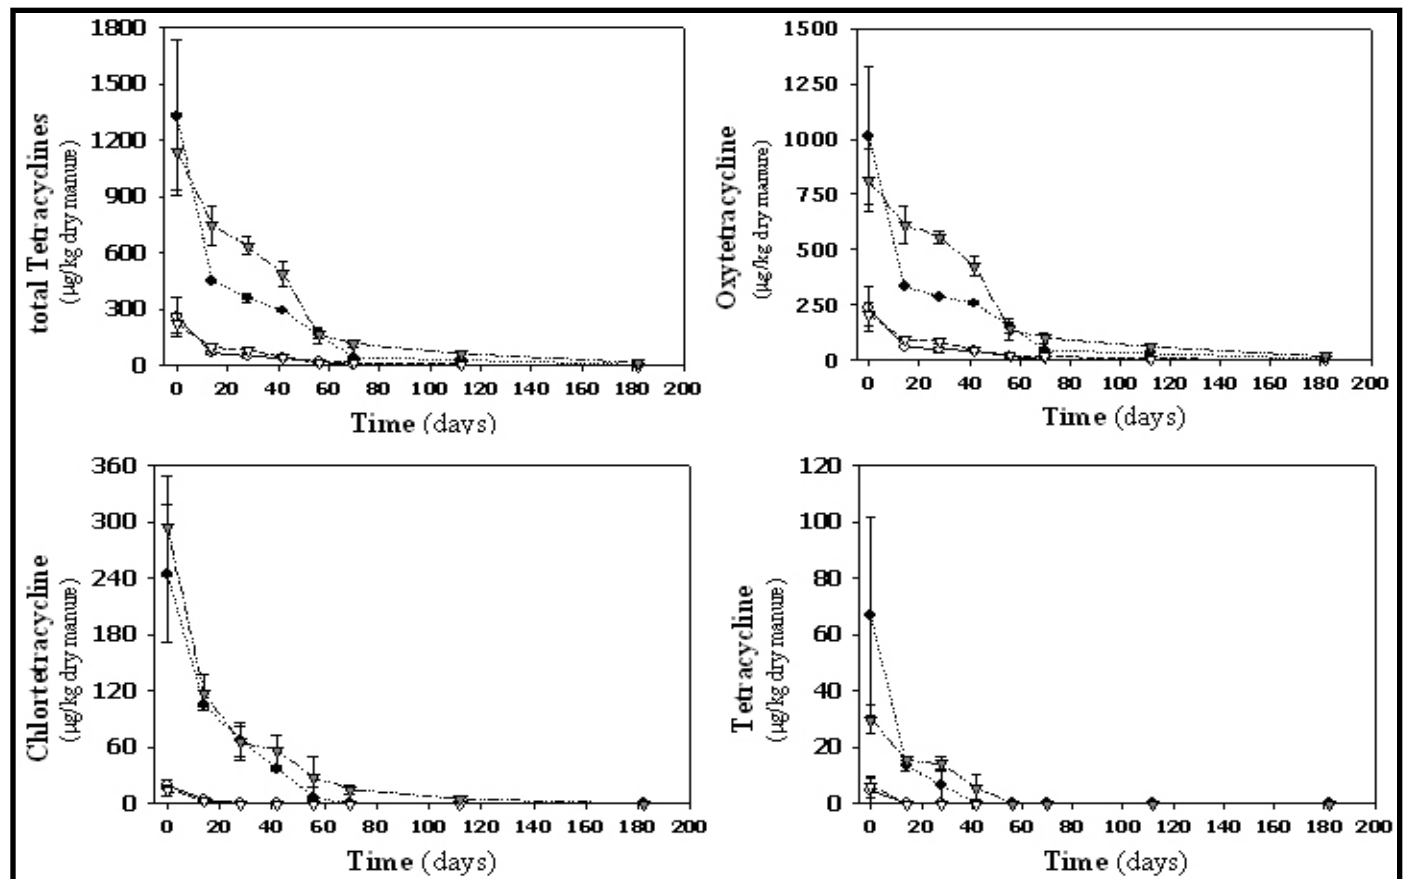 total Tetracyclines
(µg/kg dry manure)
1800
1500
1200
900
600
300
0
0 20 40 60 80 100 120 140 160 180 200
Time (days)
Oxytetracycline
(µg/kg dry manure)
1500
1250
1000
750
500
250
0
0 20 40 60 80 100 120 140 160 180 200
Time (days)
Chlortetracycline
(µg/kg dry manure)
360
300
240
180
120
60
0
0 20 40 60 80 100 120 140 160 180 200
Time (days)
Tetracycline
(µg/kg dry manure)
120
100
80
60
40
20
0
0 20 40 60 80 100 120 140 160 180 200
Time (days)